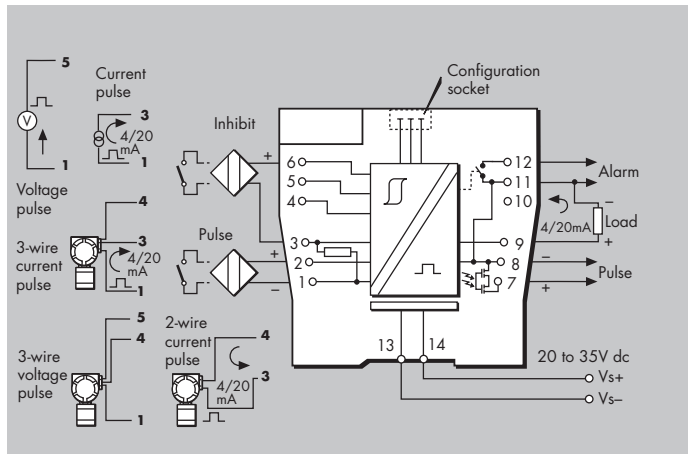 5
V
1
Voltage
pulse
Current
pulse
3
4/20
mA
1
4
3-wire
current
pulse
3
4/20
mA
1
5
4
3-wire
voltage
pulse
1
2-wire
current
pulse
4
4/20
mA
3
Inhibit
+
–
Pulse
+
–
Configuration
socket
6
5
4
3
2
1
12
11
10
9
8
7
13
14
Alarm
–
Load
+
4/20mA
–
Pulse
+
20 to 35V dc
Vs+
Vs–